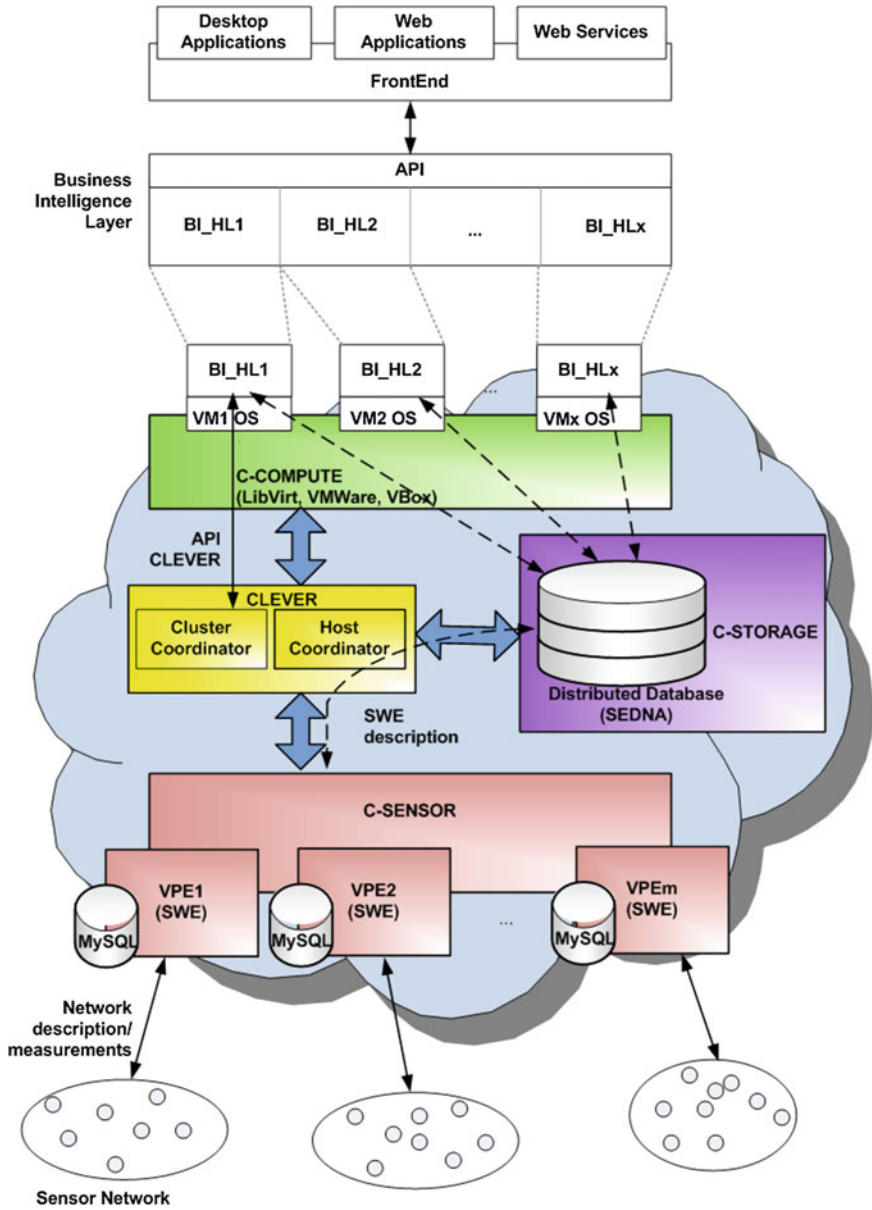 Desktop
Applications
Web
Applications
Web Services
FrontEnd
Business
Intelligence
Layer
API
BI_HL1
BI_HL2
...
BI_HLx
BI_HL1
BI_HL2
...
BI_HLx
VM1 OS
VM2 OS
VMx OS
C-COMPUTE
(LibVirt, VMWare, VBox)
API
CLEVER
CLEVER
Cluster
Coordinator
Host
Coordinator
C-STORAGE
Distributed Database
(SEDNA)
SWE
description
C-SENSOR
VPE1
(SWE)
MySQL
VPE2
(SWE)
MySQL
...
VPEm
(SWE)
MySQL
Network
description/
measurements
Sensor Network